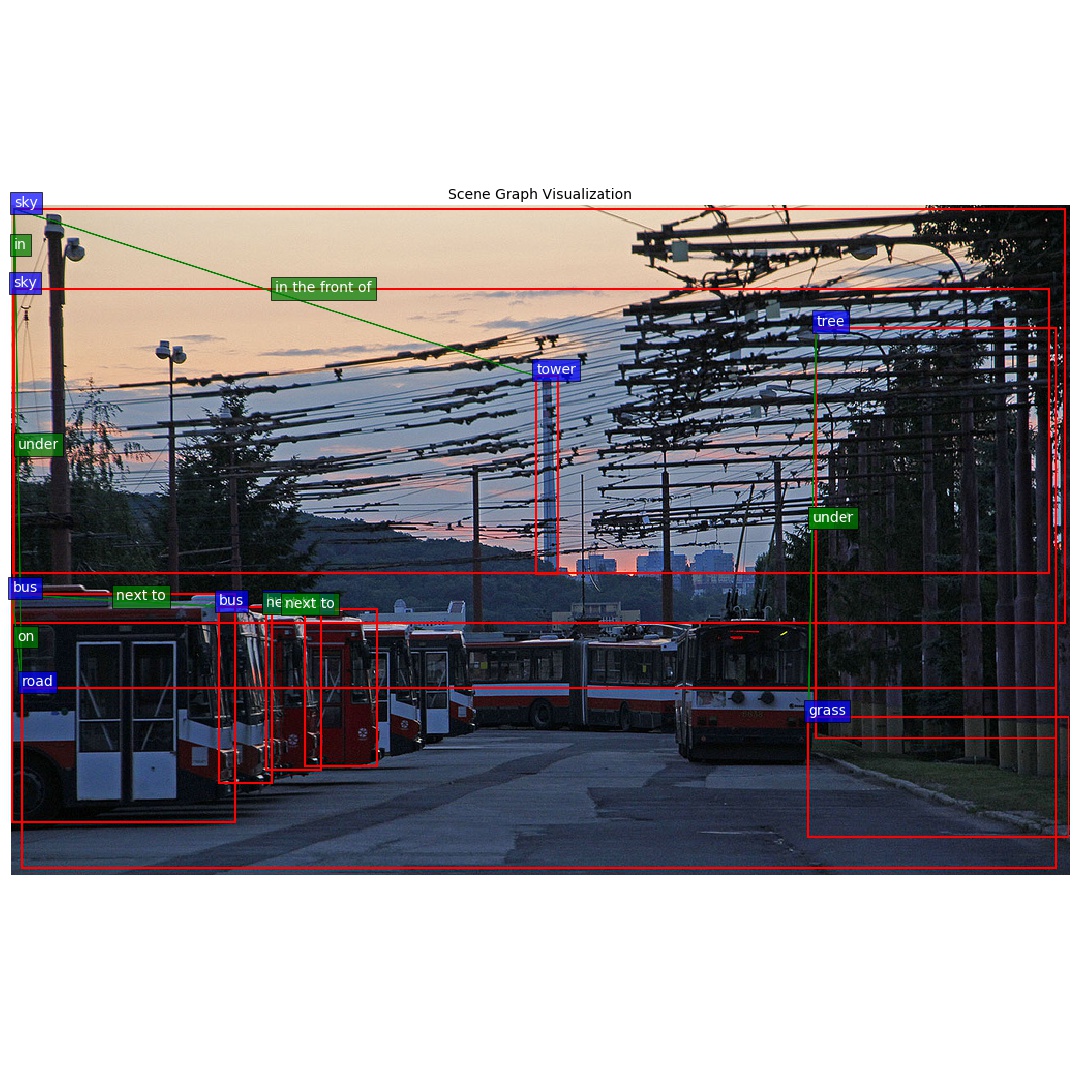 Scene Graph Visualization
sky
in
sky
in the front of
tree
tower
under
under
bus
next to
bus
next to
on
road
grass